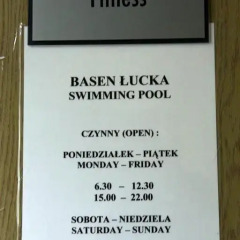 Fitness
BASEN ŁUCKA
SWIMMING POOL
CZYNNY (OPEN) :
PONIEDZIAŁEK – PIĄTEK
MONDAY – FRIDAY
6.30 – 12.30
15.00 – 22.00
SOBOTA – NIEDZIELA
SATURDAY – SUNDAY